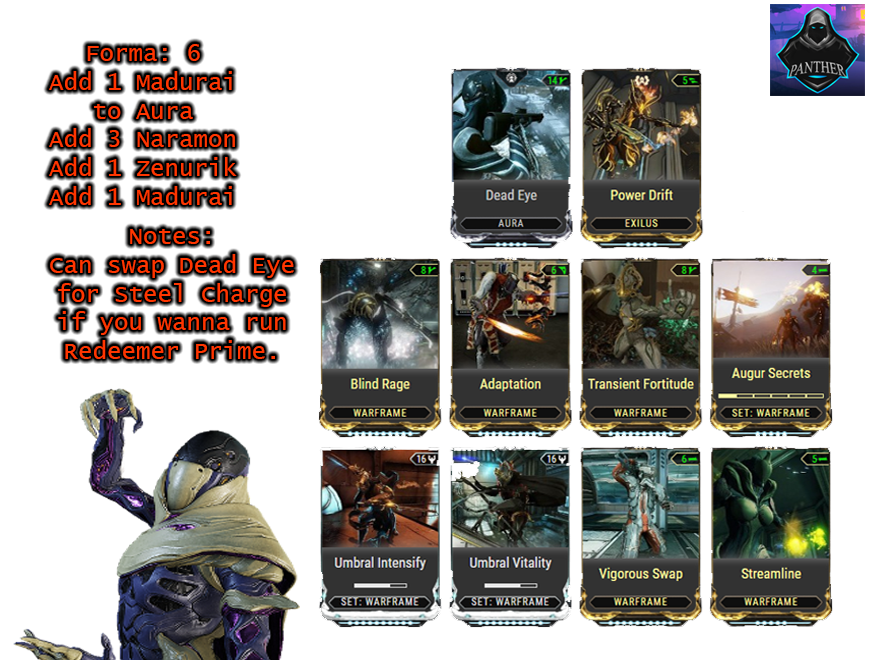 Forma: 6
Add 1 Madurai
to Aura
Add 3 Naramon
Add 1 Zenurik
Add 1 Madurai
Notes:
Can swap Dead Eye
for Steel Charge
if you wanna run
Redeemer Prime.
PANTHER
14
Dead Eye
AURA
5
Power Drift
EXILUS
8
Blind Rage
WARFRAME
6
Adaptation
WARFRAME
8
Transient Fortitude
WARFRAME
4
Augur Secrets
SET: WARFRAME
16
Umbral Intensify
SET: WARFRAME
16
Umbral Vitality
SET: WARFRAME
6
Vigorous Swap
WARFRAME
5
Streamline
WARFRAME